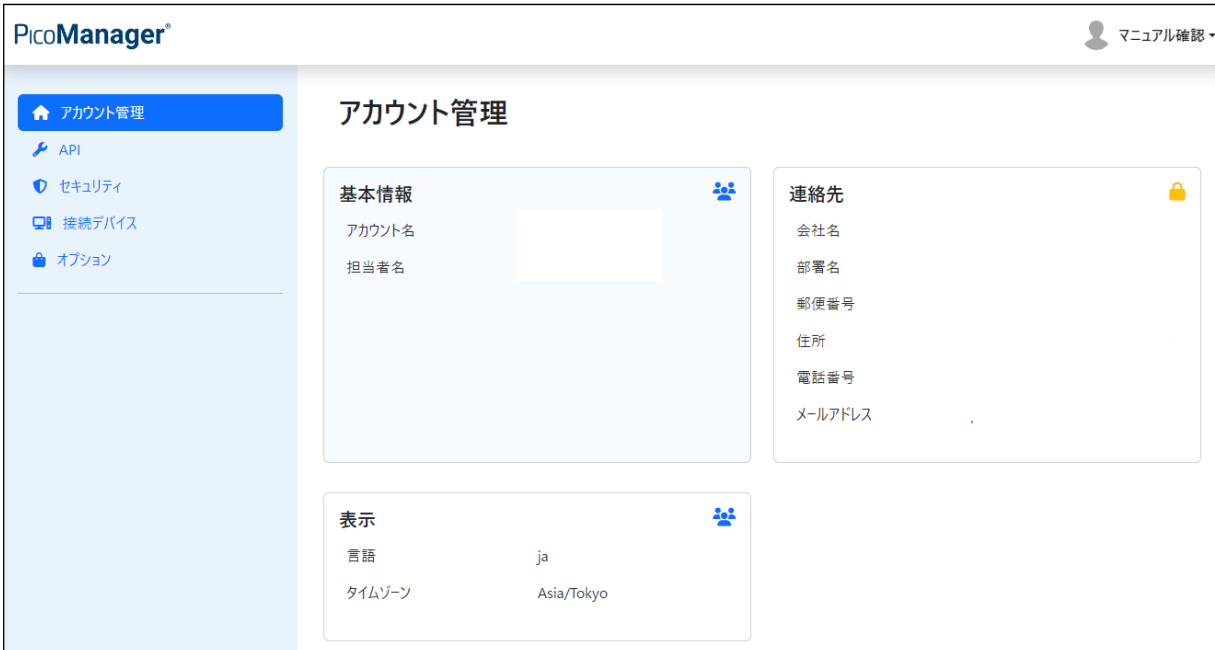 PicoManager®
マニュアル確認
アカウント管理
API
セキュリティ
接続デバイス
オプション
アカウント管理
基本情報
アカウント名
担当者名
連絡先
会社名
部署名
郵便番号
住所
電話番号
メールアドレス
表示
言語 ja
タイムゾーン Asia/Tokyo